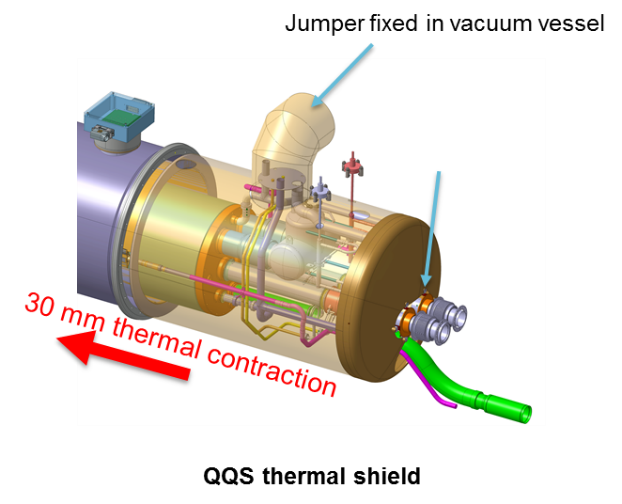 Jumper fixed in vacuum vessel
30 mm thermal contraction
QQS thermal shield